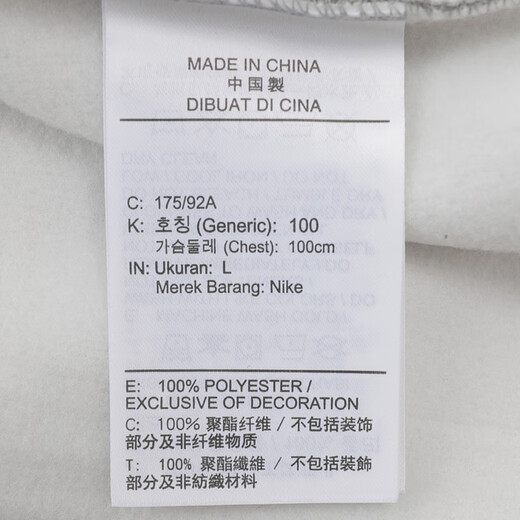 MADE IN CHINA
中国製
DIBUAT DI CINA
C: 175/92A
K: 호칭 (Generic): 100
가슴둘레 (Chest): 100cm
IN: Ukuran: L
Merek Barang: Nike
E: 100% POLYESTER /
EXCLUSIVE OF DECORATION
C: 100% 聚酯纤维 / 不包括装饰
部分及非纤维物质
T: 100% 聚酯纖維 / 不包括裝飾
部分及非紡織材料